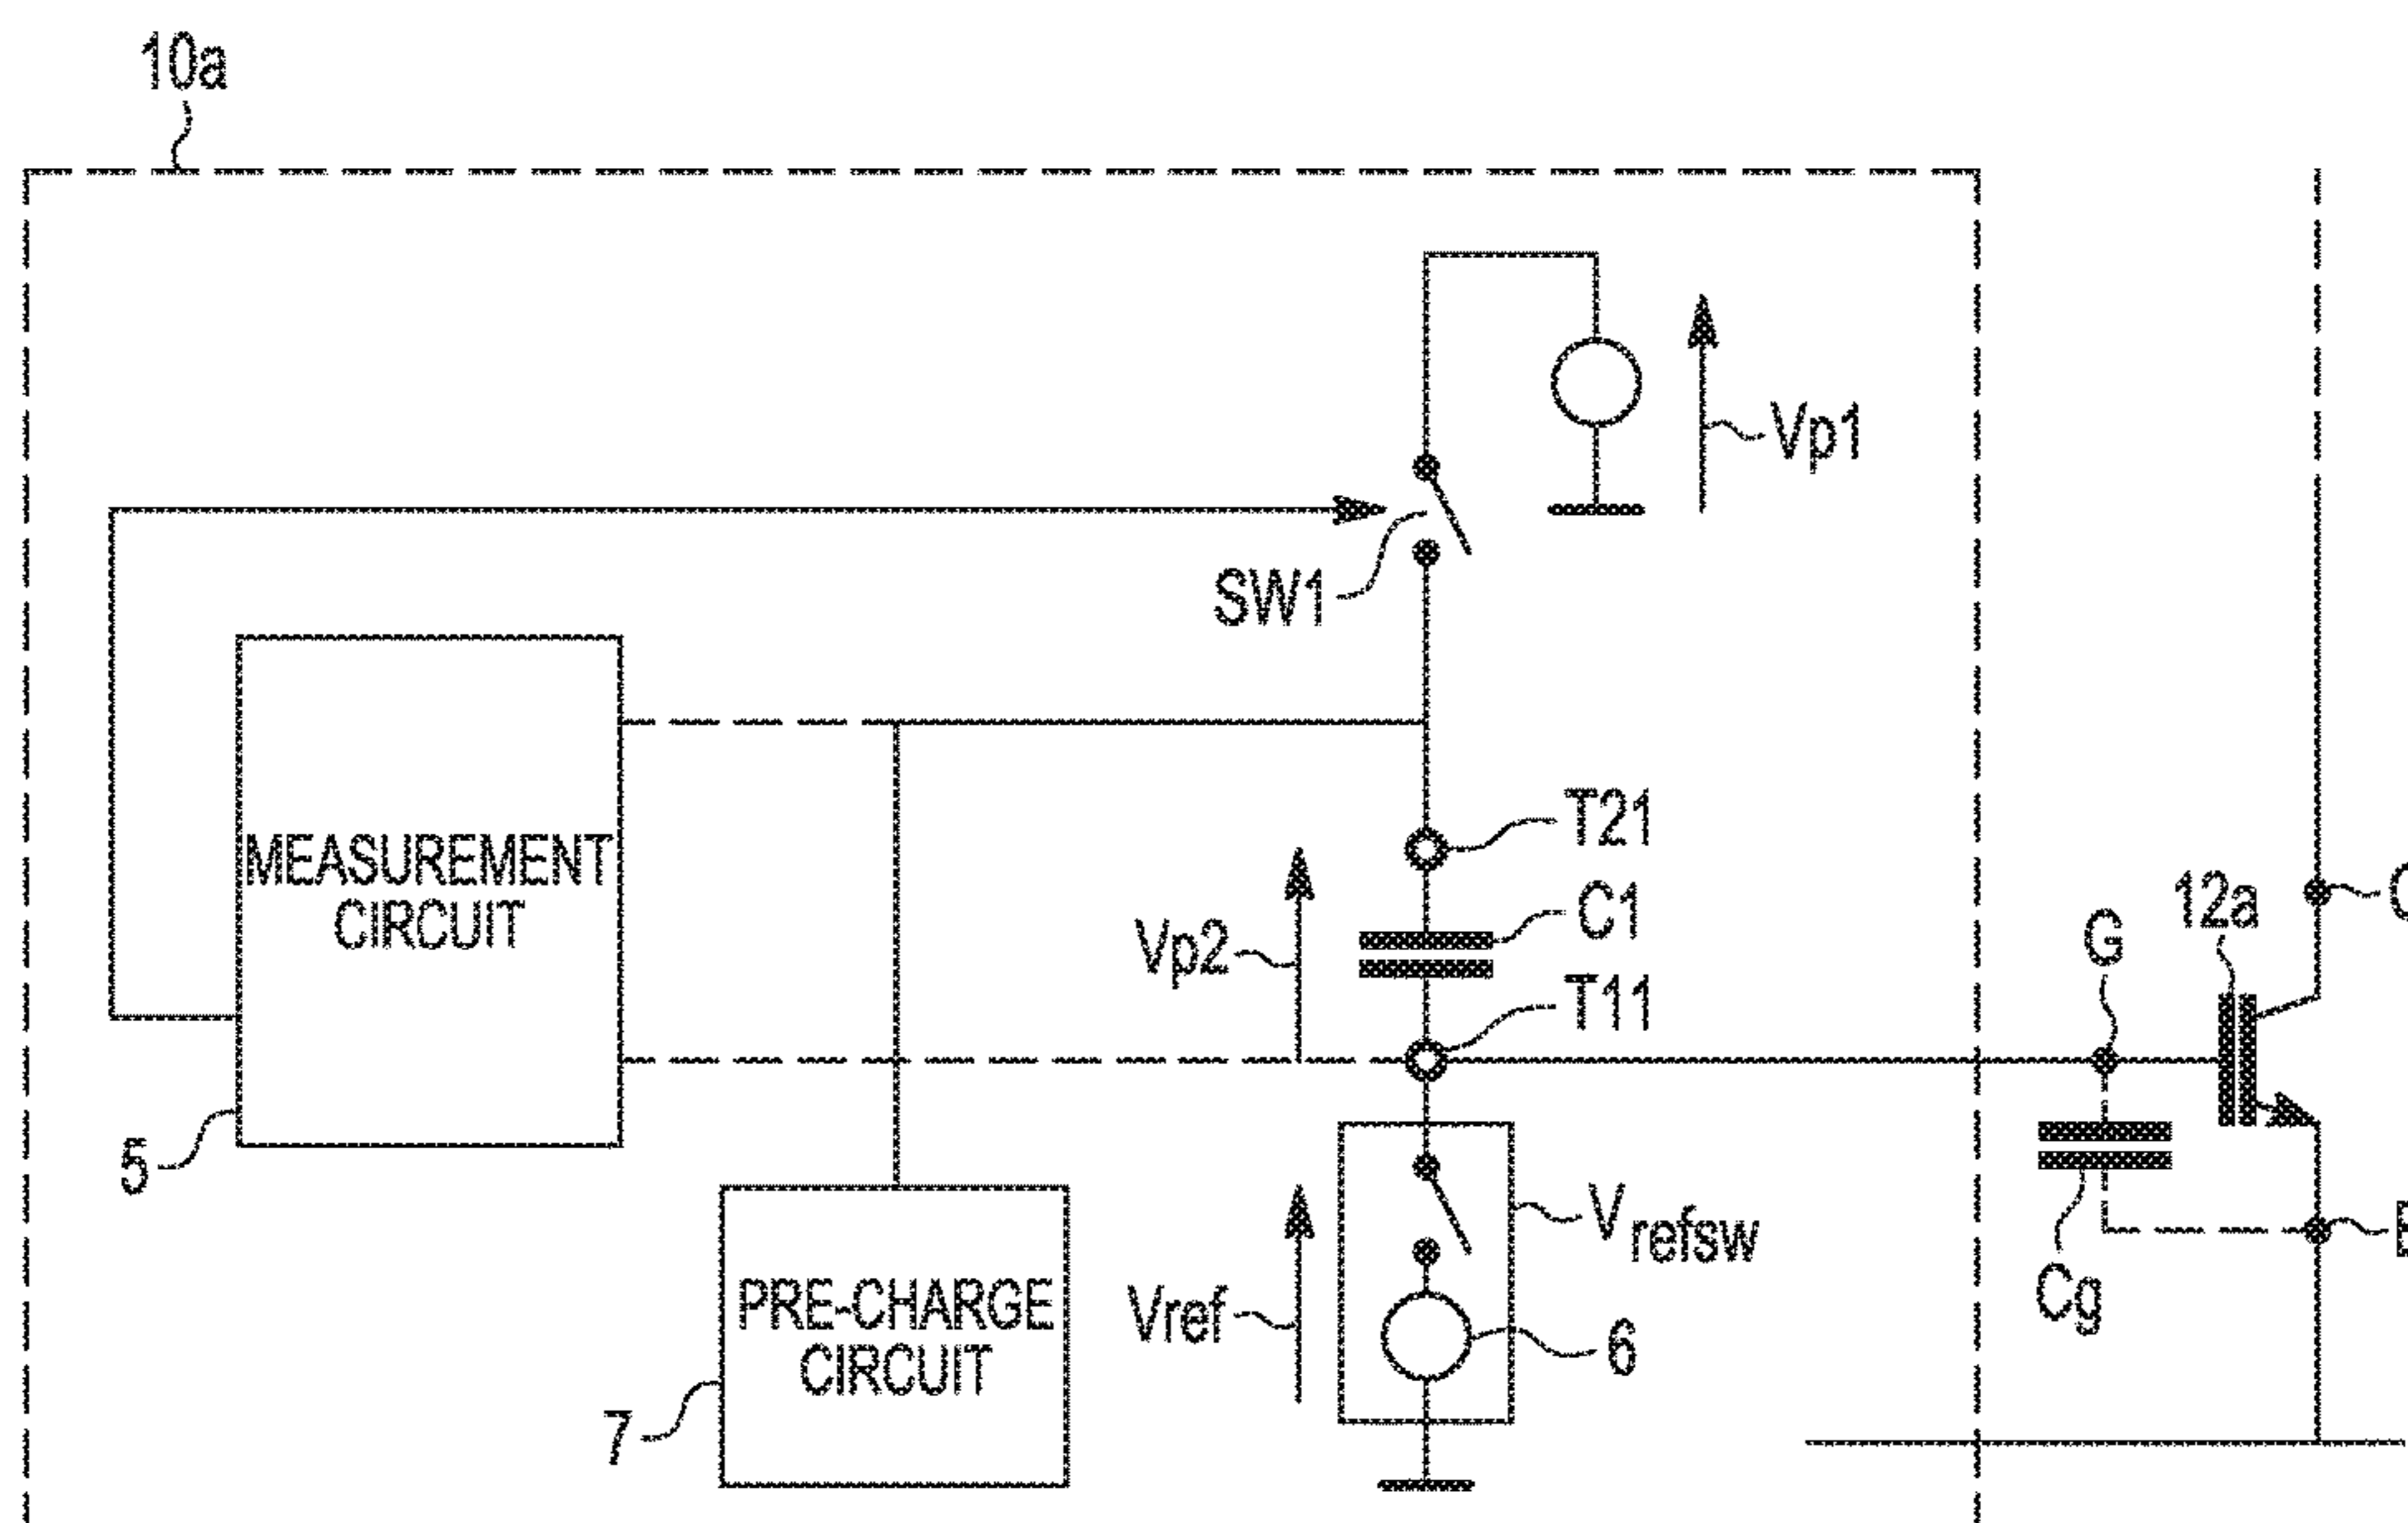 10a
Vp1
SW1
MEASUREMENT
CIRCUIT
T21
C1
Vp2
T11
G
12a
5
Vrefsw
Vref
Cg
PRE-CHARGE
CIRCUIT
6
7